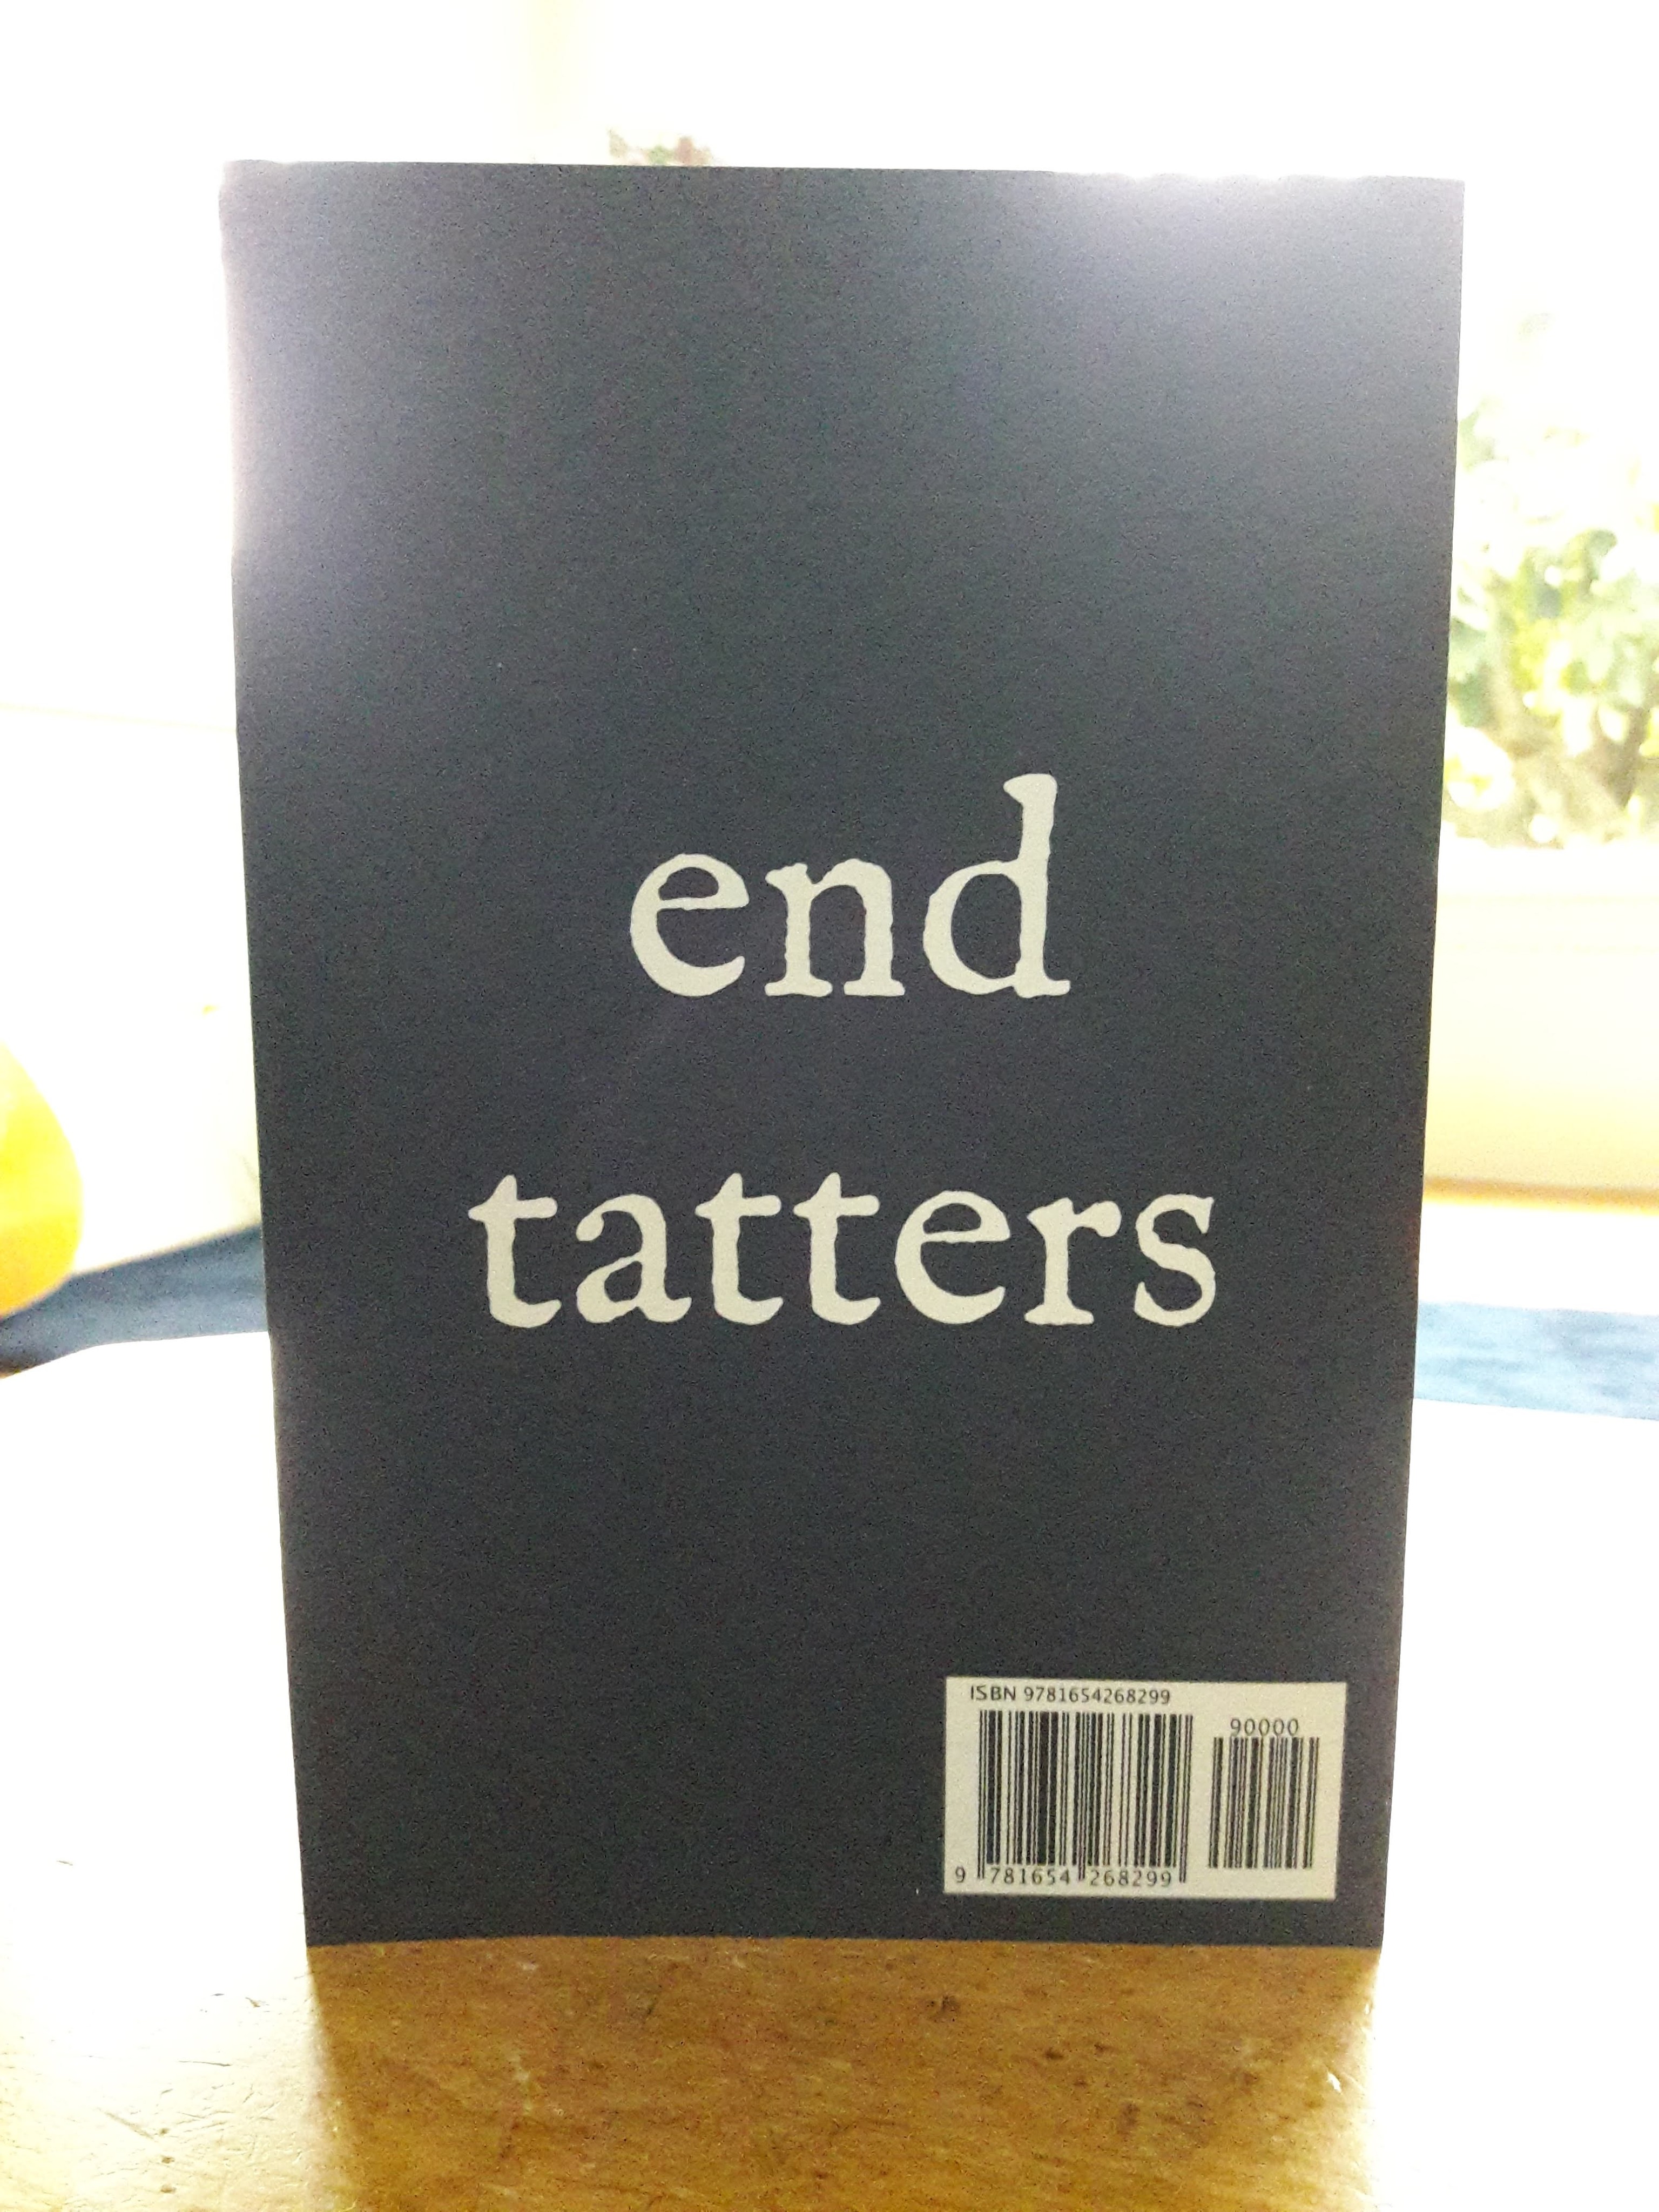 end
tatters
ISBN 9781654268299
90000
9 781654 268299